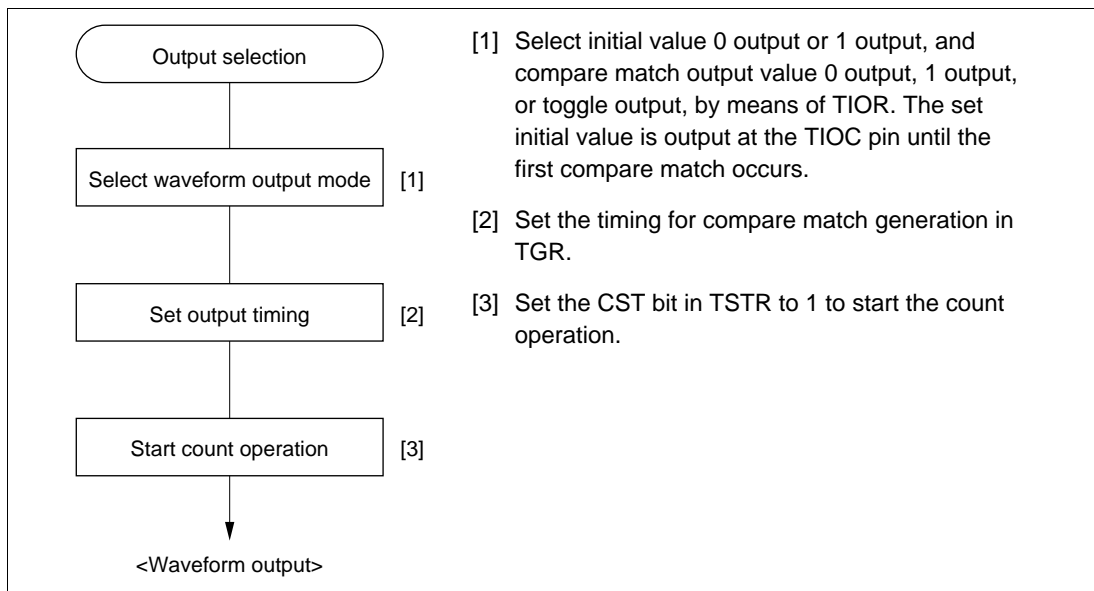 Output selection
Select waveform output mode [1]
Set output timing [2]
Start count operation [3]
<Waveform output>
[1] Select initial value 0 output or 1 output, and
compare match output value 0 output, 1 output,
or toggle output, by means of TIOR. The set
initial value is output at the TIOC pin until the
first compare match occurs.
[2] Set the timing for compare match generation in
TGR.
[3] Set the CST bit in TSTR to 1 to start the count
operation.